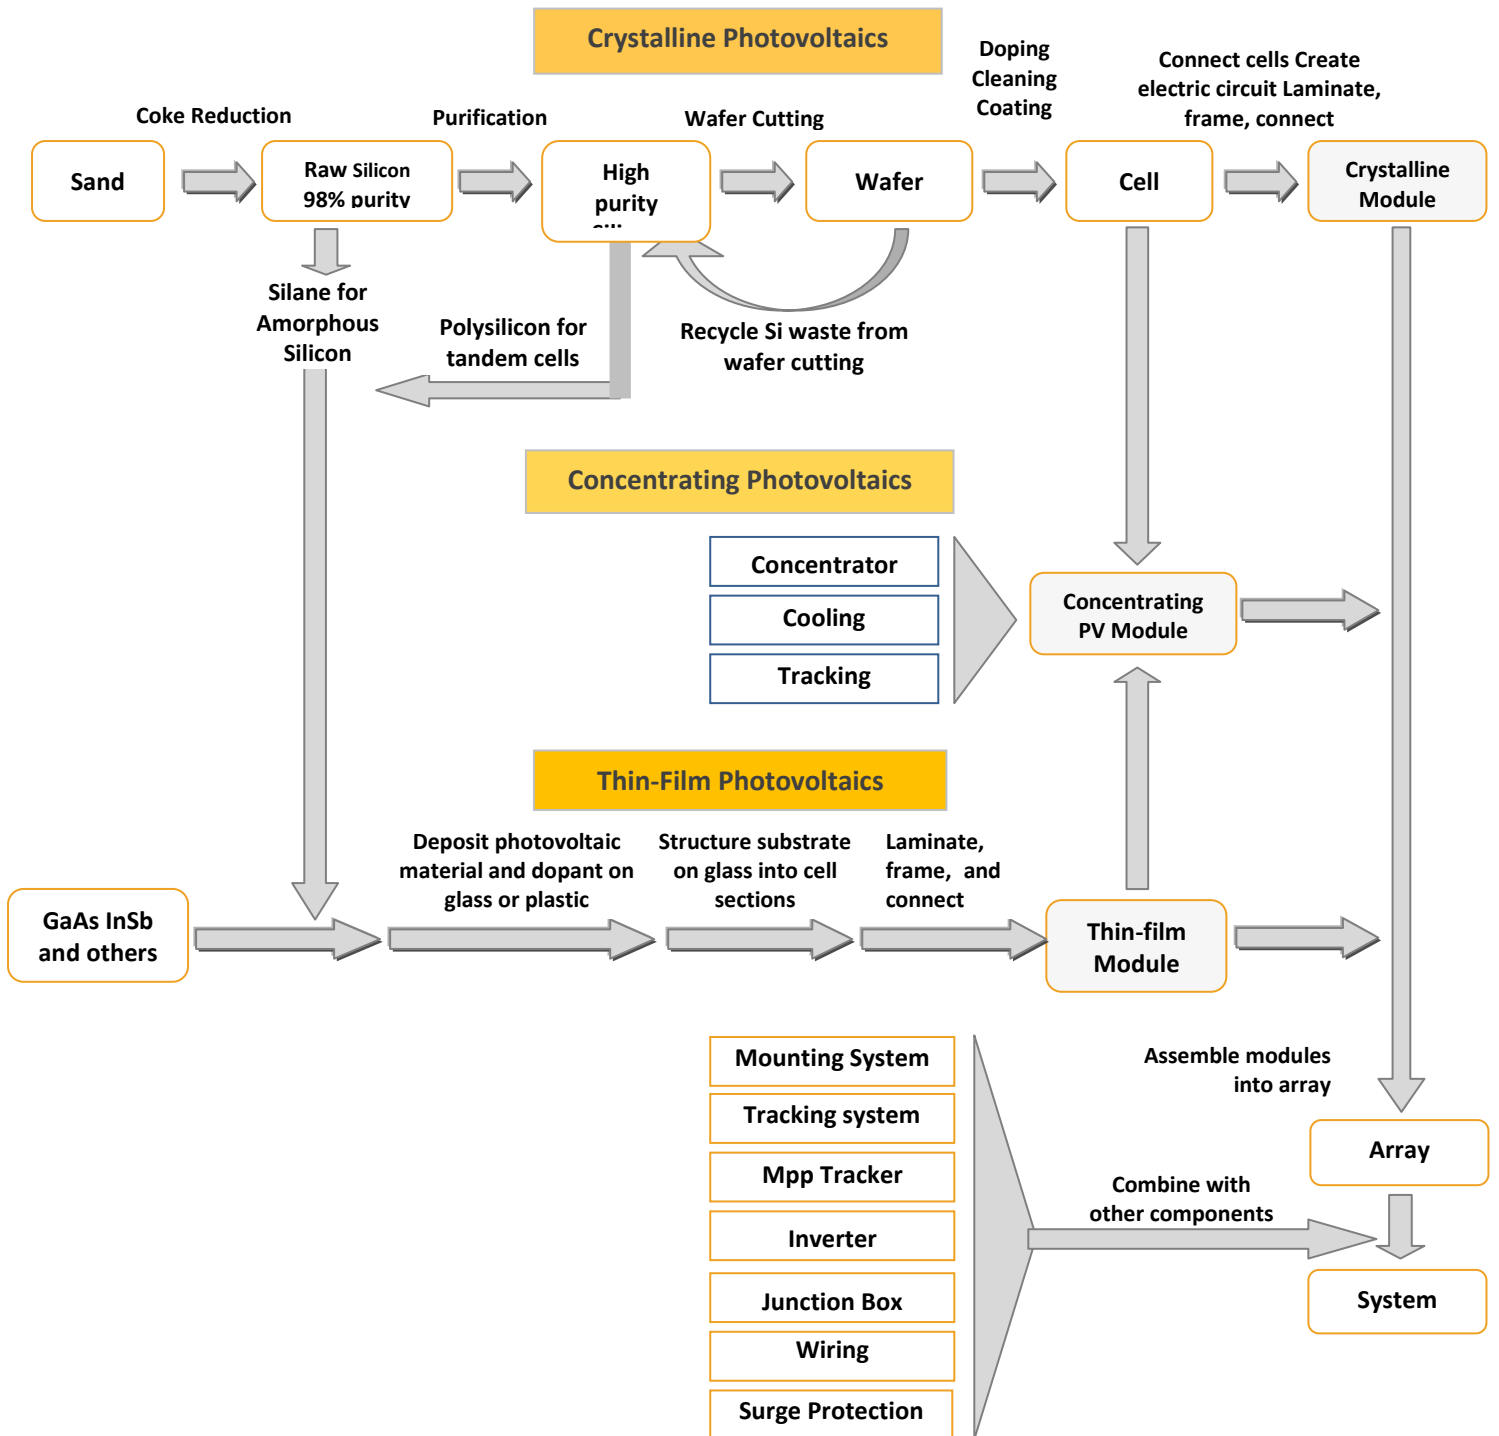 Crystalline Photovoltaics
Doping
Cleaning
Coating
Connect cells Create
electric circuit Laminate,
frame, connect
Coke Reduction
Purification
Wafer Cutting
Sand
Raw Silicon
98% purity
High
purity
Wafer
Cell
Crystalline
Module
Silane for
Amorphous
Silicon
Polysilicon for
tandem cells
Recycle Si waste from
wafer cutting
Concentrating Photovoltaics
Concentrator
Cooling
Tracking
Concentrating
PV Module
Thin-Film Photovoltaics
Deposit photovoltaic
material and dopant on
glass or plastic
Structure substrate
on glass into cell
sections
Laminate,
frame, and
connect
GaAs InSb
and others
Thin-film
Module
Mounting System
Tracking system
Mpp Tracker
Inverter
Junction Box
Wiring
Surge Protection
Assemble modules
into array
Array
Combine with
other components
System